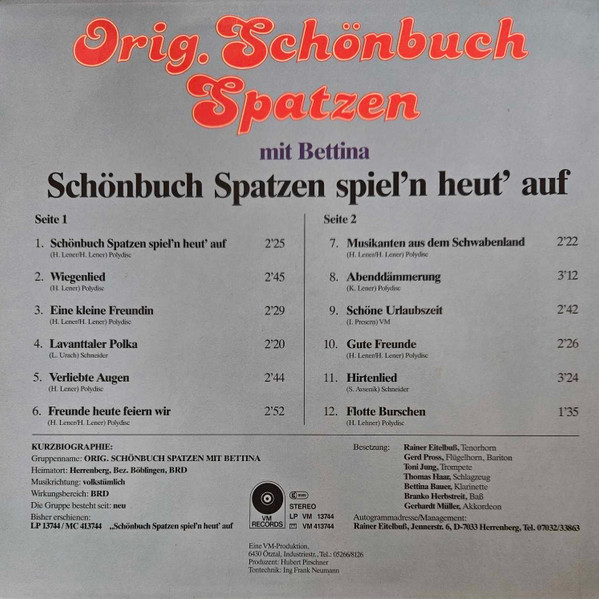 Orig. Schönbuch
Spatzen
mit Bettina
Schönbuch Spatzen spiel'n heut' auf
Seite 1
1. Schönbuch Spatzen spiel'n heut' auf 2'25
(H. Lener/H. Lener) Polydisc
2. Wiegenlied 2'45
(H. Lener) Polydisc
3. Eine kleine Freundin 2'29
(H. Lener/H. Lener) Polydisc
4. Lavanttaler Polka 2'20
(L. Urach) Schneider
5. Verliebte Augen 2'44
(H. Lener) Polydisc
6. Freunde heute feiern wir 2'52
(H. Lener/H. Lener) Polydisc
Seite 2
7. Musikanten aus dem Schwabenland 2'22
(H. Lener/H. Lener) Polydisc
8. Abenddämmerung 3'12
(K. Lener) Polydisc
9. Schöne Urlaubszeit 2'42
(I. Presern) VM
10. Gute Freunde 2'26
(H. Lener/H. Lener) Polydisc
11. Hirtenlied 3'24
(S. Arsenik) Schneider
12. Flotte Burschen 1'35
(H. Lehner) Polydisc
KURZBIOGRAPHIE:
Gruppenname: ORIG. SCHÖNBUCH SPATZEN MIT BETTINA
Heimatort: Herrenberg, Bez. Böblingen, BRD
Musikrichtung: volkstümlich
Wirkungsbereich: BRD
Die Gruppe besteht seit: neu
Bisher erschienen:
LP 13744 / MC 413744 „Schönbuch Spatzen spiel'n heut' auf
VM
RECORDS
STEREO
LP VM 13744
VM 413744
Besetzung: Rainer Eitelbuß, Tenorhorn
Gerd Pross, Flügelhorn, Bariton
Toni Jung, Trompete
Thomas Haar, Schlagzeug
Bettina Bauer, Klarinette
Branko Herbstreit, Baß
Gerhardt Müller, Akkordeon
Autogrammadresse/Management:
Rainer Eitelbuß, Jennerstr. 6, D-7033 Herrenberg, Tel. 07032/33863
Eine VM-Produktion,
6430 Ötztal, Industriestr., Tel.: 05266/8126
Produzent: Hubert Pirschner
Tontechnik: Ing Frank Neumann